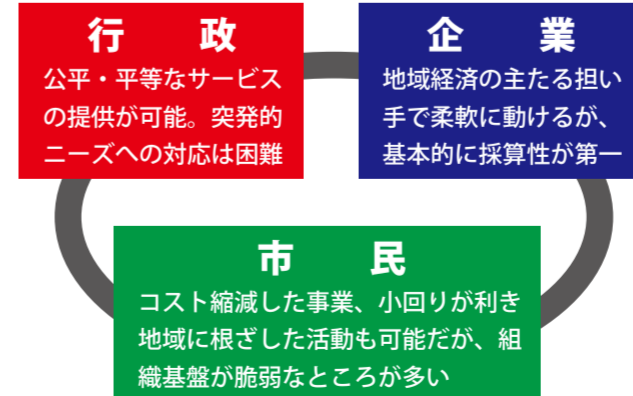 行　政
公平・平等なサービス
の提供が可能。突発的
ニーズへの対応は困難
企　業
地域経済の主たる担い
手で柔軟に動けるが、
基本的に採算性が第一
市　民
コスト縮減した事業、小回りが利き
地域に根ざした活動も可能だが、組
織基盤が脆弱なところが多い